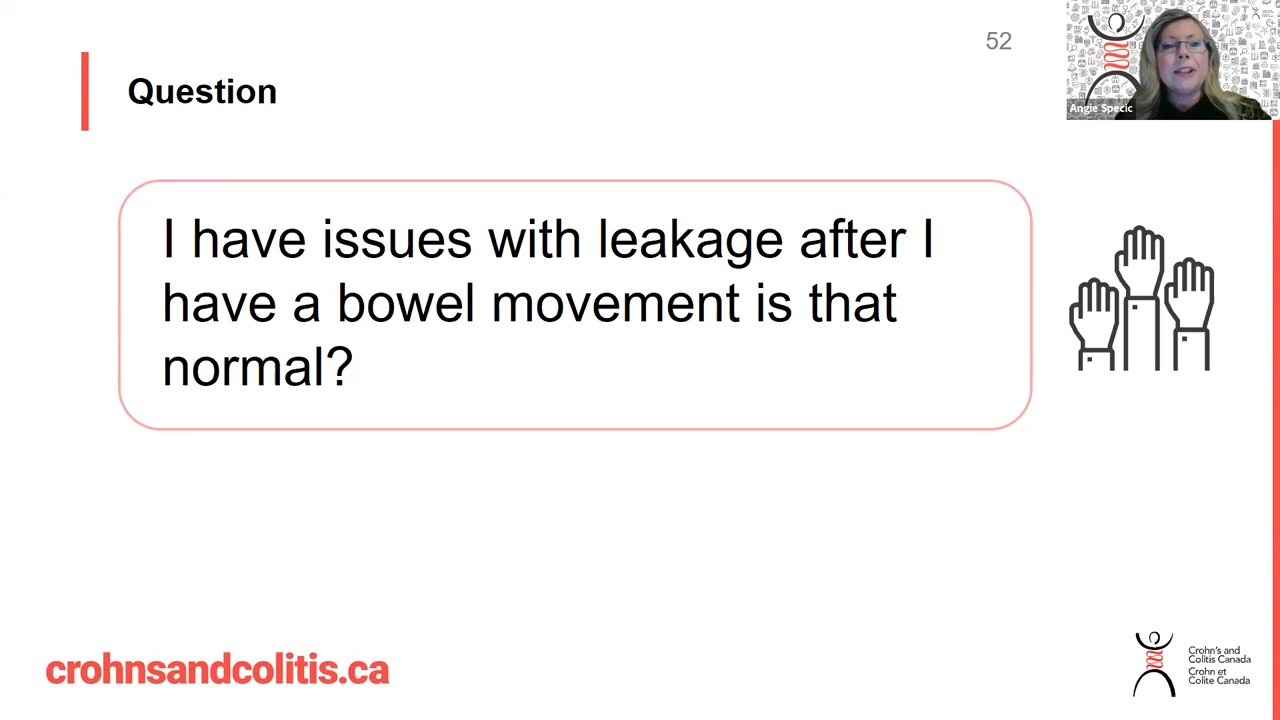 52
Question
Angie Specic
I have issues with leakage after I
have a bowel movement is that
normal?
crohnsandcolitis.ca
Crohn's and
Colitis Canada
Crohn et
Colite Canada